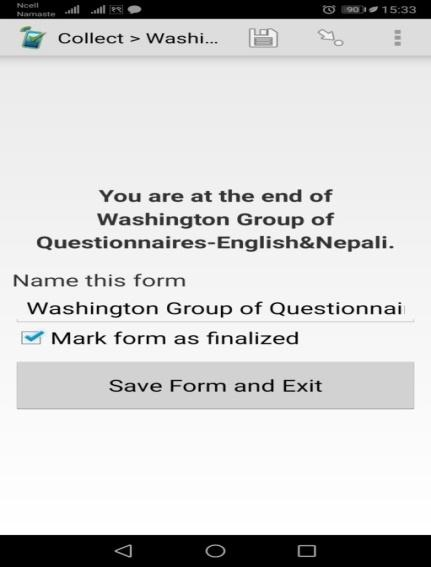 Ncell
Namaste
90
15:33
Collect > Washi...
You are at the end of
Washington Group of
Questionnaires-English&Nepali.
Name this form
Washington Group of Questionnai
Mark form as finalized
Save Form and Exit